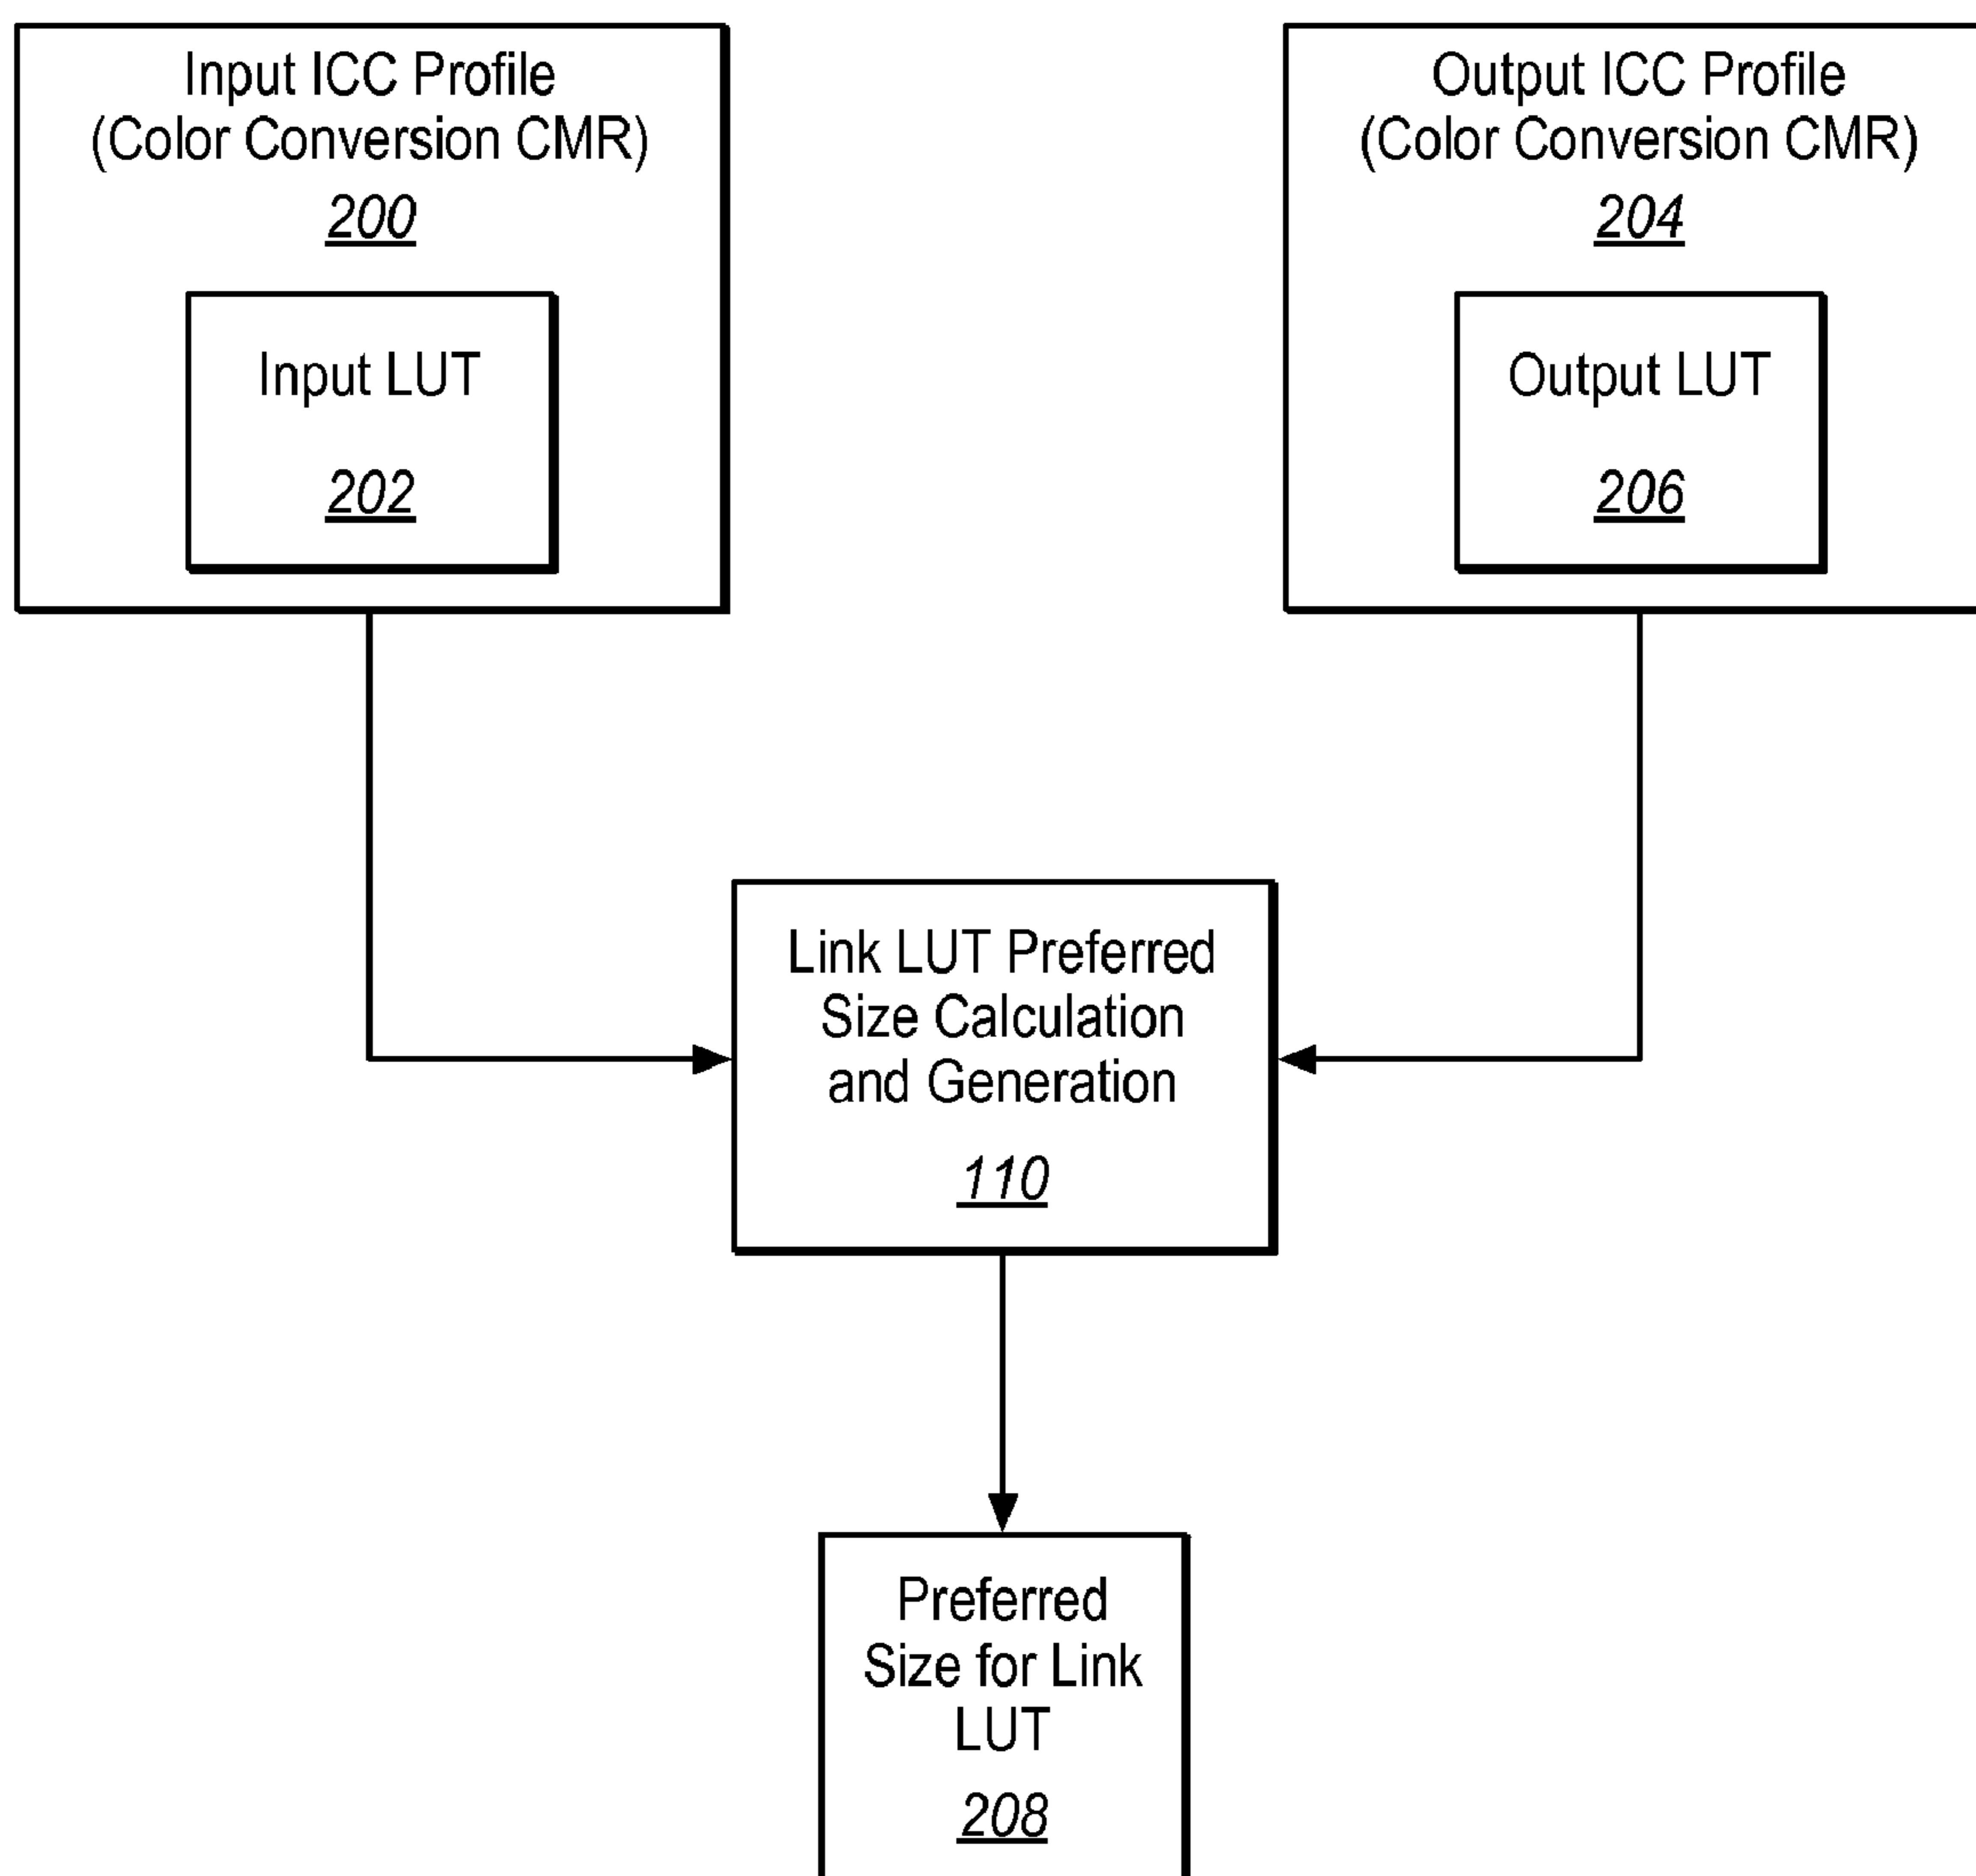 Input ICC Profile
(Color Conversion CMR)
200
Input LUT
202
Output ICC Profile
(Color Conversion CMR)
204
Output LUT
206
Link LUT Preferred
Size Calculation
and Generation
110
Preferred
Size for Link
LUT
208